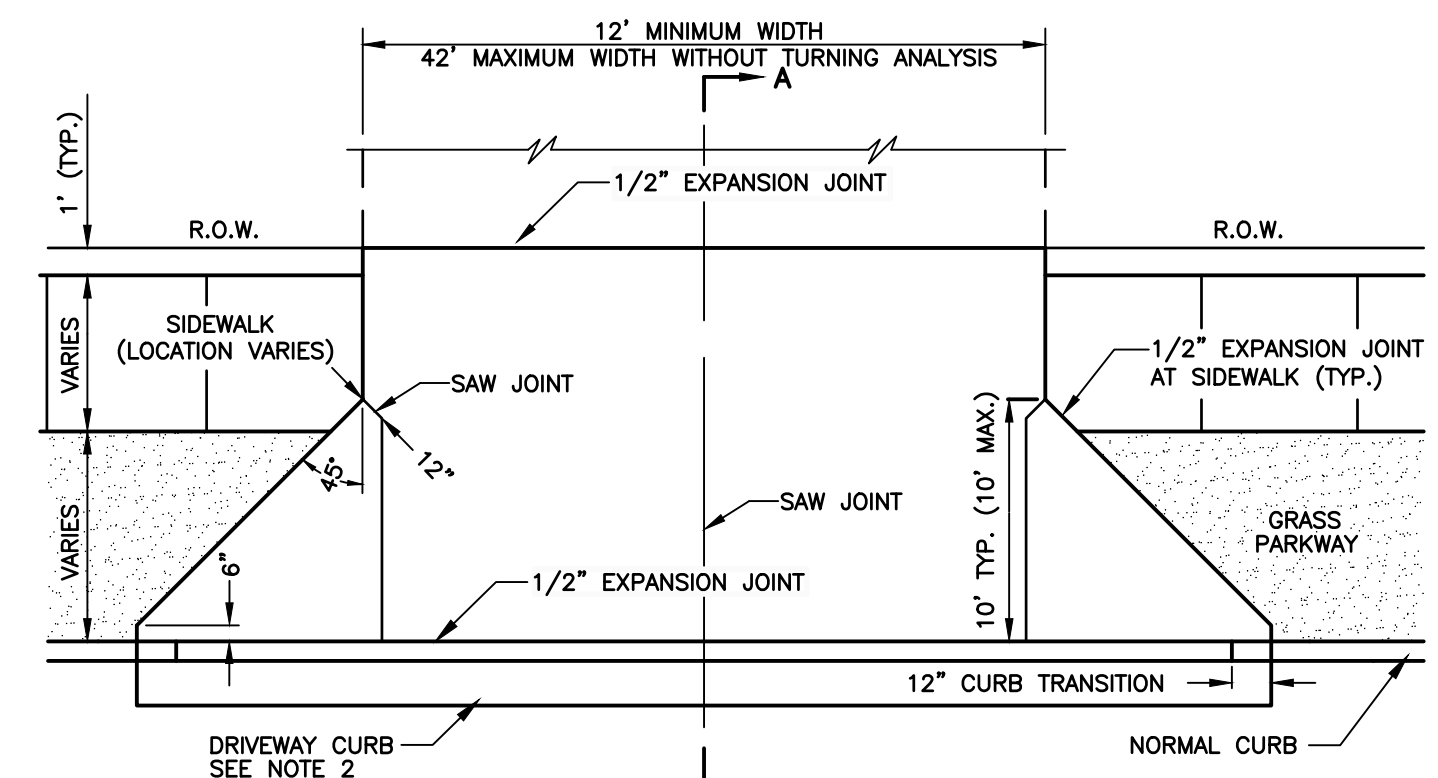 12' MINIMUM WIDTH
42' MAXIMUM WIDTH WITHOUT TURNING ANALYSIS
A
1' (TYP.)
1/2" EXPANSION JOINT
R.O.W.
R.O.W.
VARIES
SIDEWALK
(LOCATION VARIES)
SAW JOINT
1/2" EXPANSION JOINT
AT SIDEWALK (TYP.)
12"
45°
10' TYP. (10' MAX.)
SAW JOINT
VARIES
GRASS
PARKWAY
6"
1/2" EXPANSION JOINT
12" CURB TRANSITION
DRIVEWAY CURB
SEE NOTE 2
NORMAL CURB